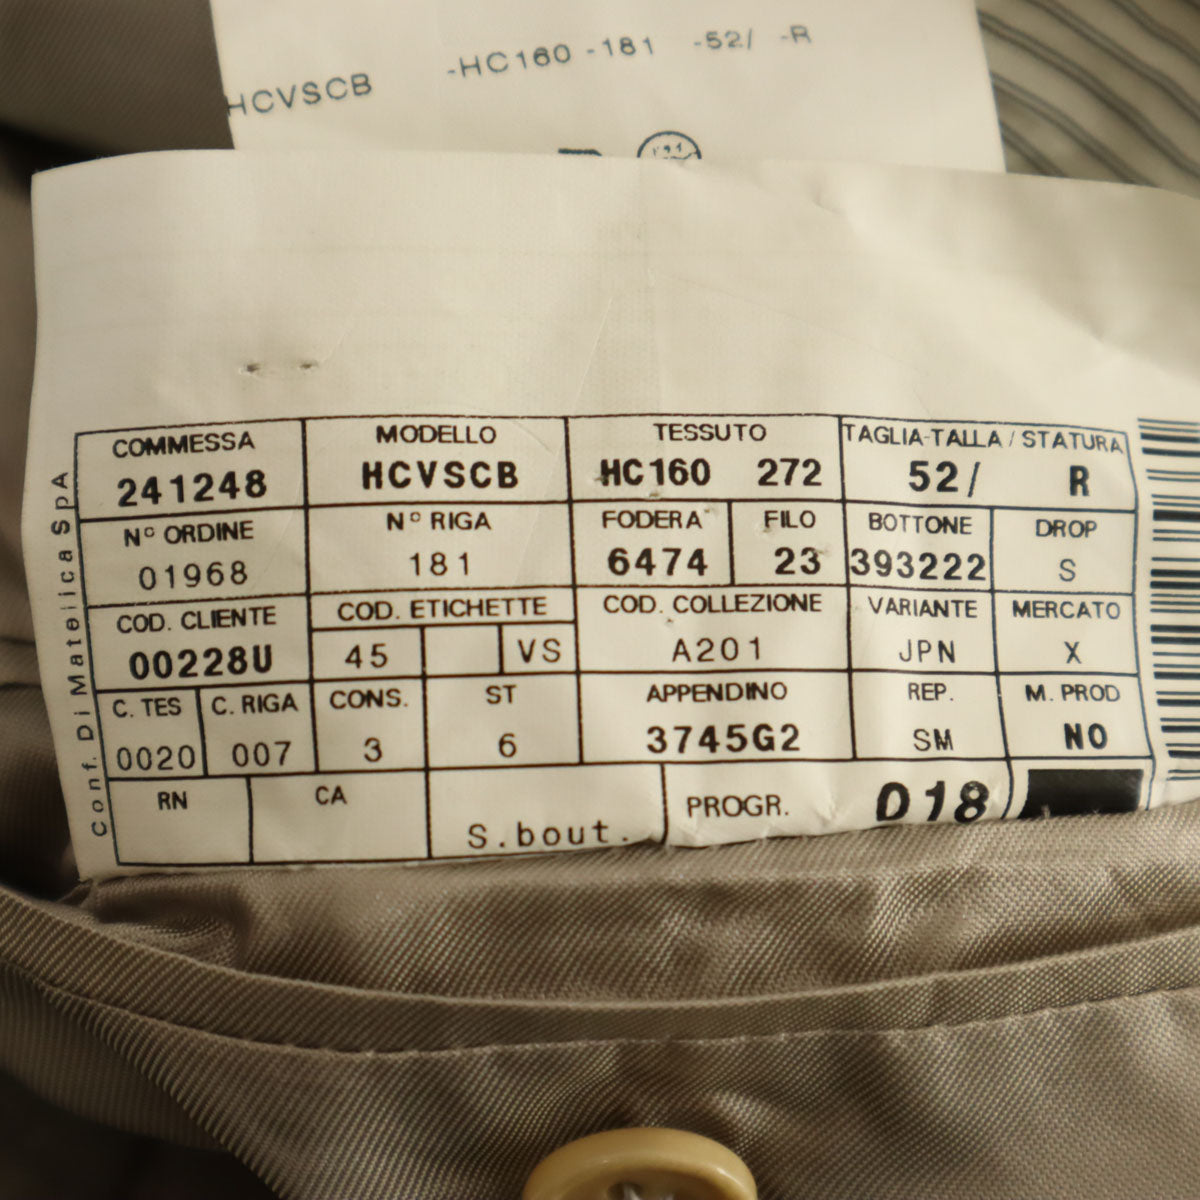 HCVSCB -HC160 -181 -52/ -R
Conf. Di Matelica SpA
COMMESSA MODELLO TESSUTO TAGLIA-TALLA / STATURA
241248 HCVSCB HC160 272 52/ R
N° ORDINE N° RIGA FODERA FILO BOTTONE DROP
01968 181 6474 23 393222 S
COD. CLIENTE COD. ETICHETTE COD. COLLEZIONE VARIANTE MERCATO
00228U 45 VS A201 JPN X
C. TES C. RIGA CONS. ST APPENDINO REP. M. PROD
0020 007 3 6 3745G2 SM NO
RN CA S.bout. PROGR. 018